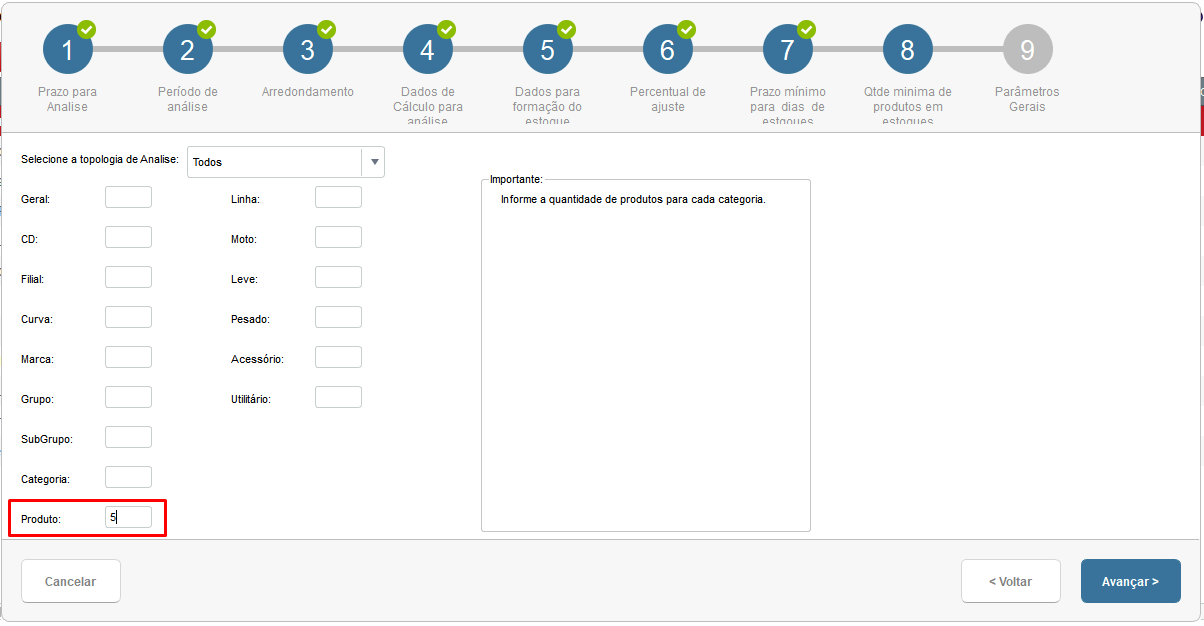 1
2
3
4
5
6
7
8
9
Prazo para
Analise
Período de
análise
Arredondamento
Dados de
Cálculo para
análise
Dados para
formação do
estoque
Percentual de
ajuste
Prazo mínimo
para dias de
estqoues
Qtde minima de
produtos em
estoques
Parâmetros
Gerais
Selecione a topologia de Analise:
Todos
Geral:
Linha:
CD:
Moto:
Filial:
Leve:
Curva:
Pesado:
Marca:
Acessório:
Grupo:
Utilitário:
SubGrupo:
Categoria:
Produto:
5
Importante:
Informe a quantidade de produtos para cada categoria.
Cancelar
< Voltar
Avançar >